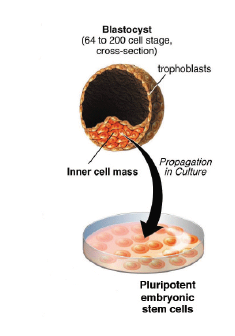 Blastocyst
(64 to 200 cell stage,
cross-section)
trophoblasts
Inner cell mass
Propagation
in Culture
Pluripotent
embryonic
stem cells